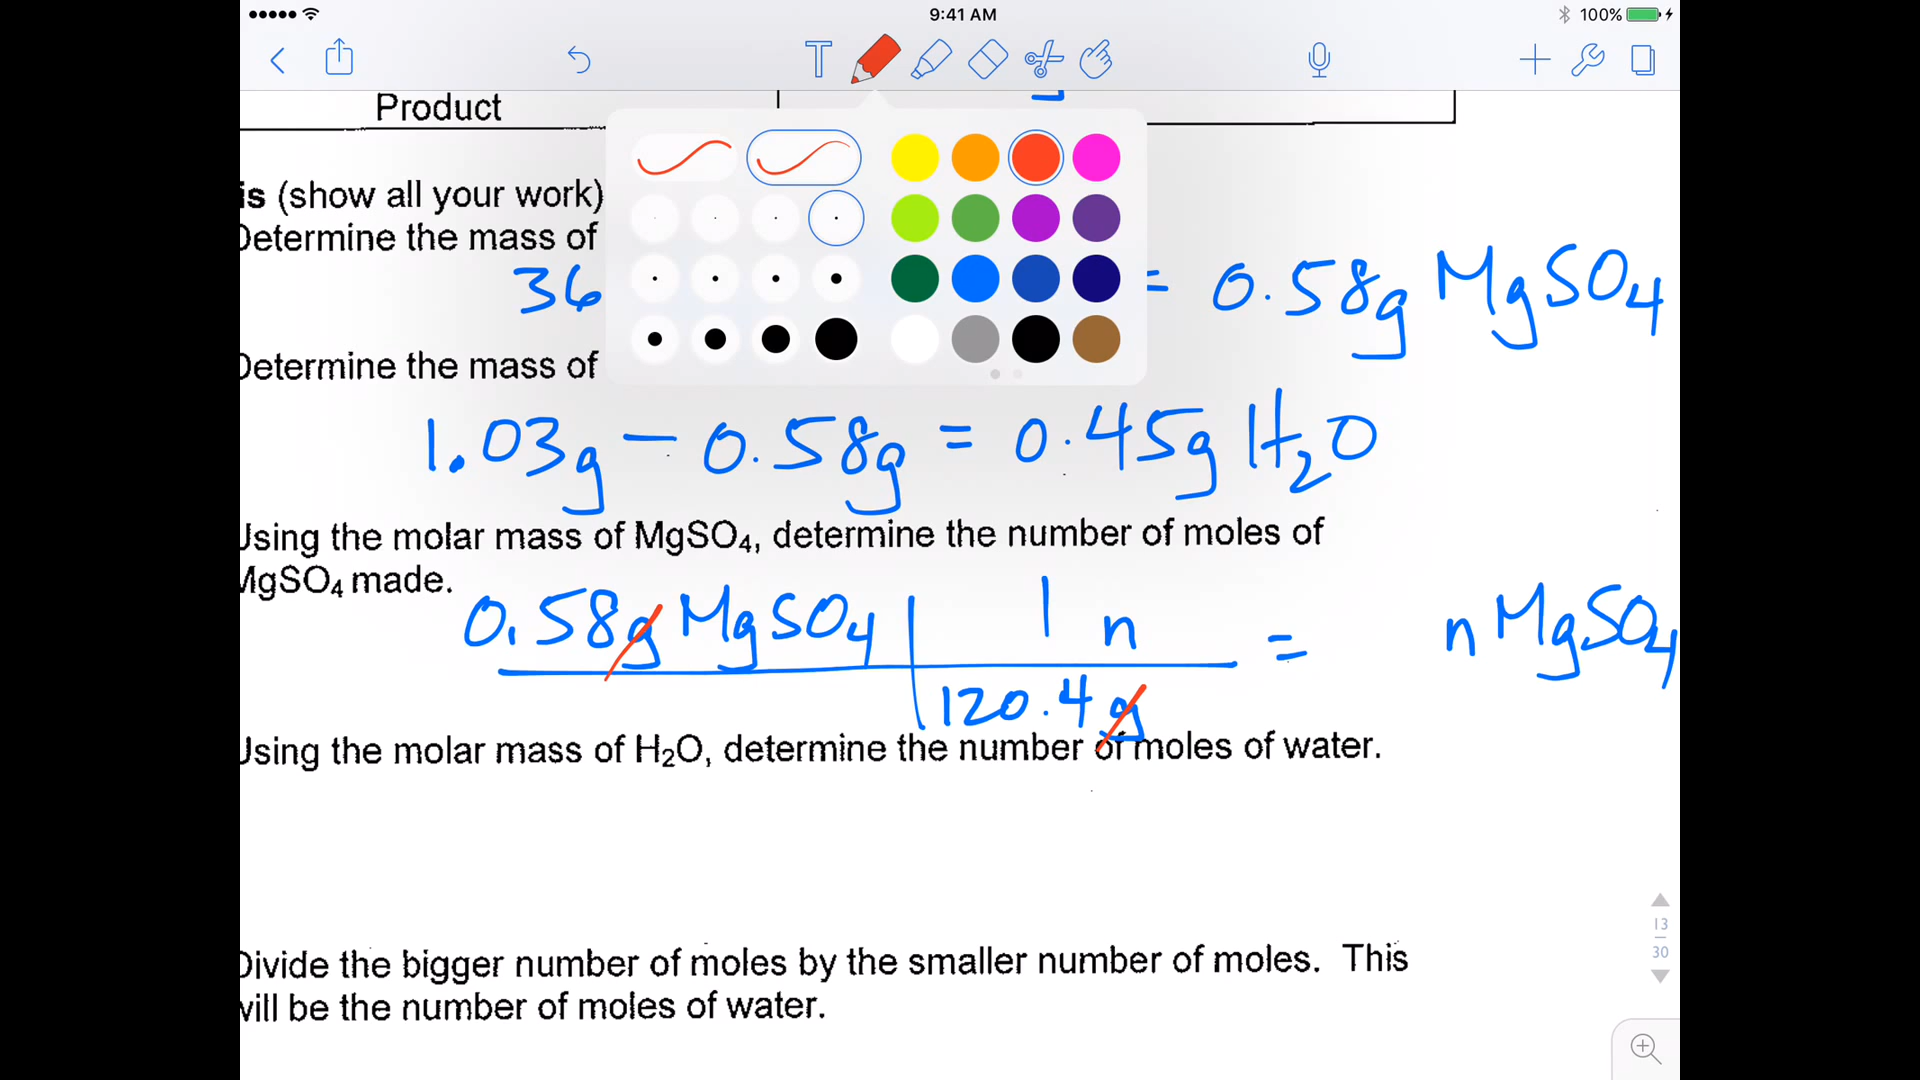 9:41 AM
100%
T
Product
is (show all your work)
Determine the mass of
36 = 0.58g MgSO4
Determine the mass of
1.03g - 0.58g = 0.45g H2O
Using the molar mass of MgSO4, determine the number of moles of
MgSO4 made.
0.58g MgSO4 | 1 n = n MgSO4
120.4 g
Using the molar mass of H2O, determine the number of moles of water.
13
30
Divide the bigger number of moles by the smaller number of moles. This
will be the number of moles of water.